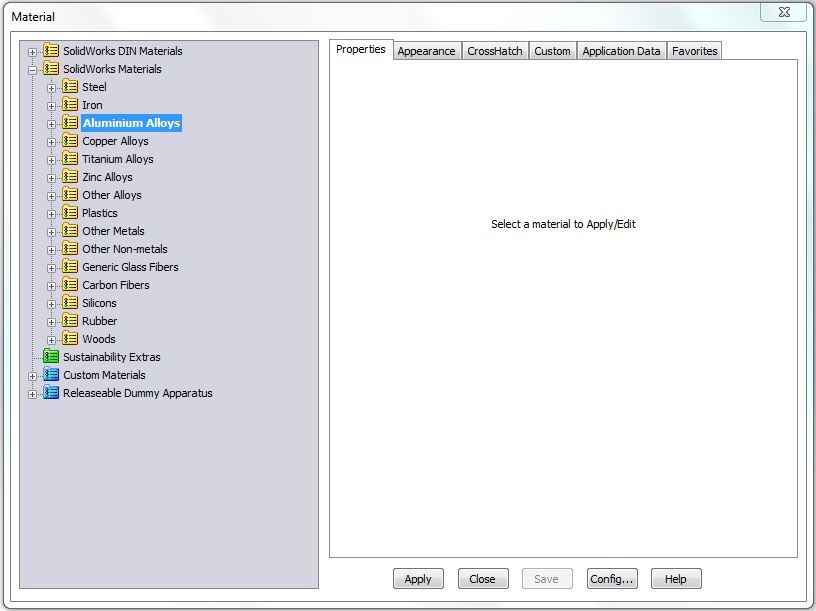 Material
SolidWorks DIN Materials
SolidWorks Materials
Steel
Iron
Aluminium Alloys
Copper Alloys
Titanium Alloys
Zinc Alloys
Other Alloys
Plastics
Other Metals
Other Non-metals
Generic Glass Fibers
Carbon Fibers
Silicons
Rubber
Woods
Sustainability Extras
Custom Materials
Releaseable Dummy Apparatus
Properties Appearance CrossHatch Custom Application Data Favorites
Select a material to Apply/Edit
Apply Close Save Config... Help